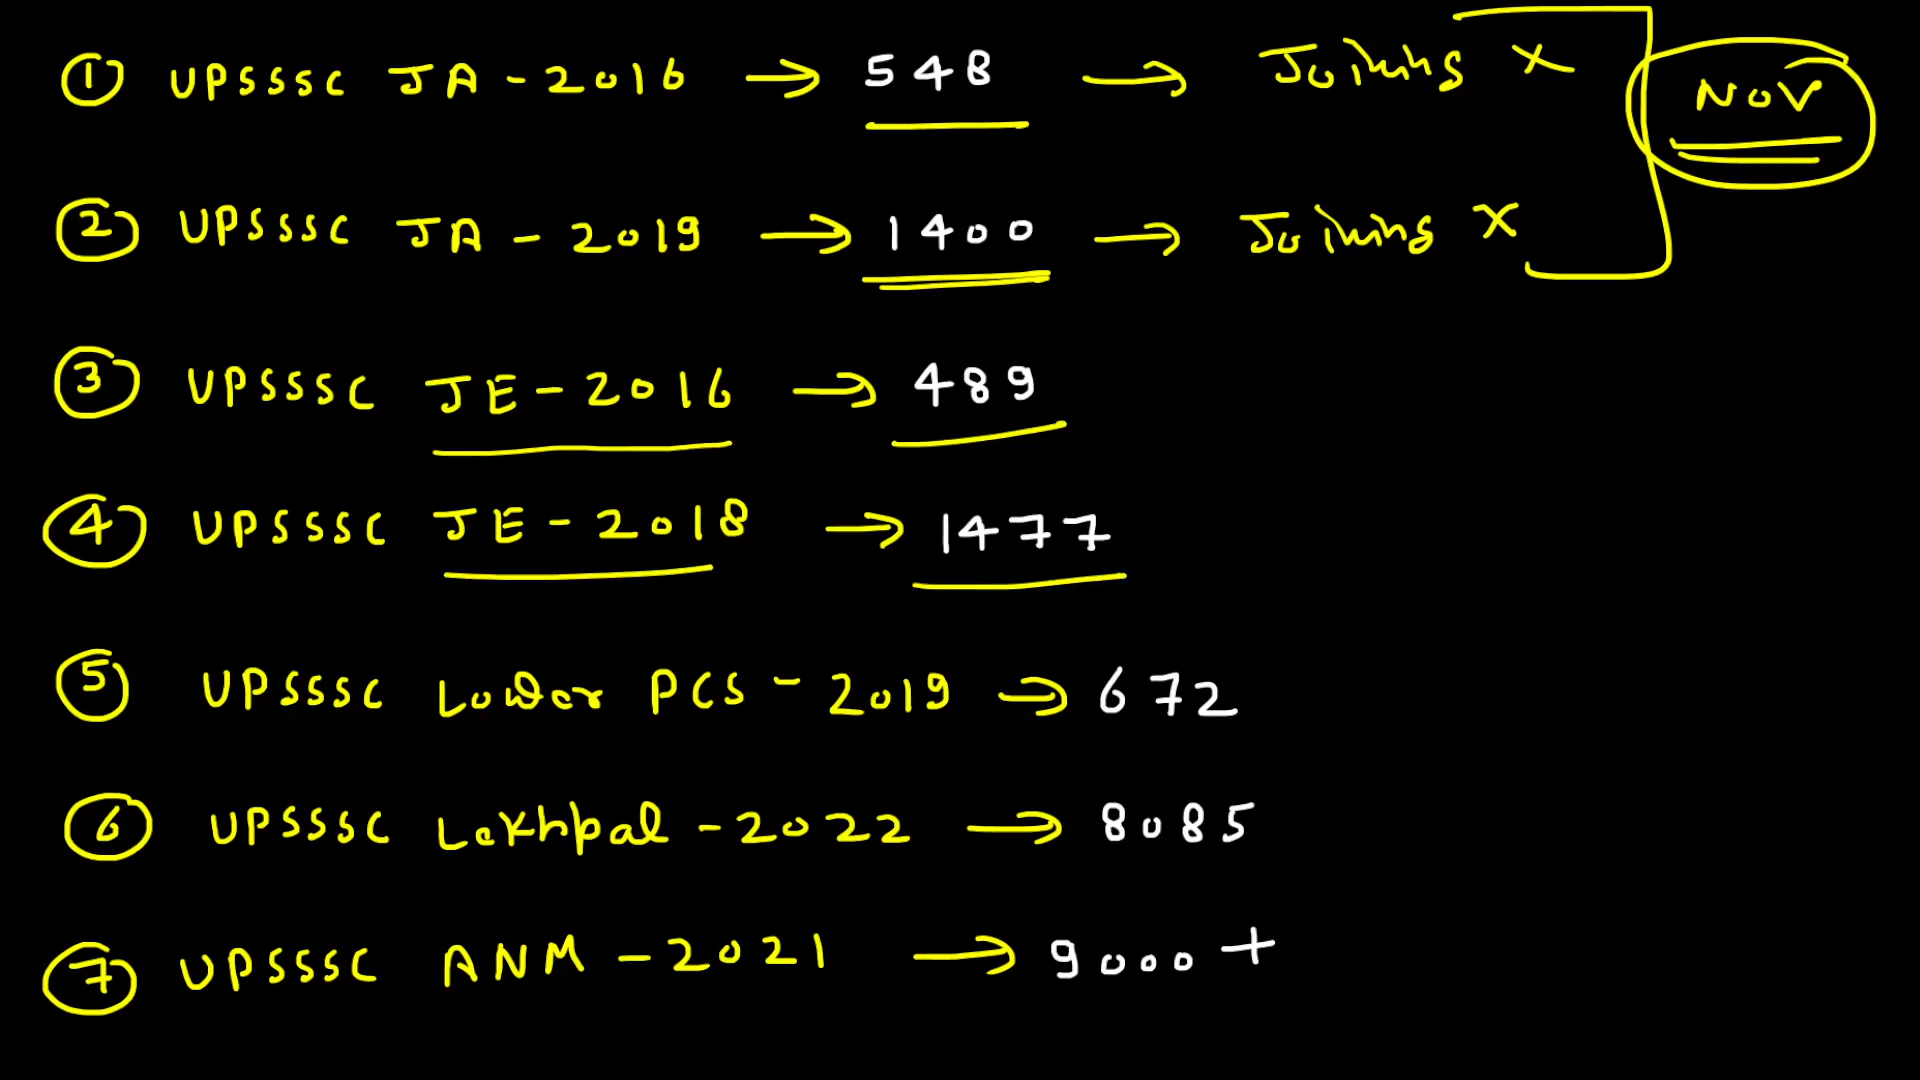 ① UPSSSC JA - 2016 → 548 → Joining × NOV
② UPSSSC JA - 2019 → 1400 → Joining ×
③ UPSSSC JE - 2016 → 489
④ UPSSSC JE - 2018 → 1477
⑤ UPSSSC Lower PCS - 2019 → 672
⑥ UPSSSC Lekhpal - 2022 → 8085
⑦ UPSSSC ANM - 2021 → 9000 +